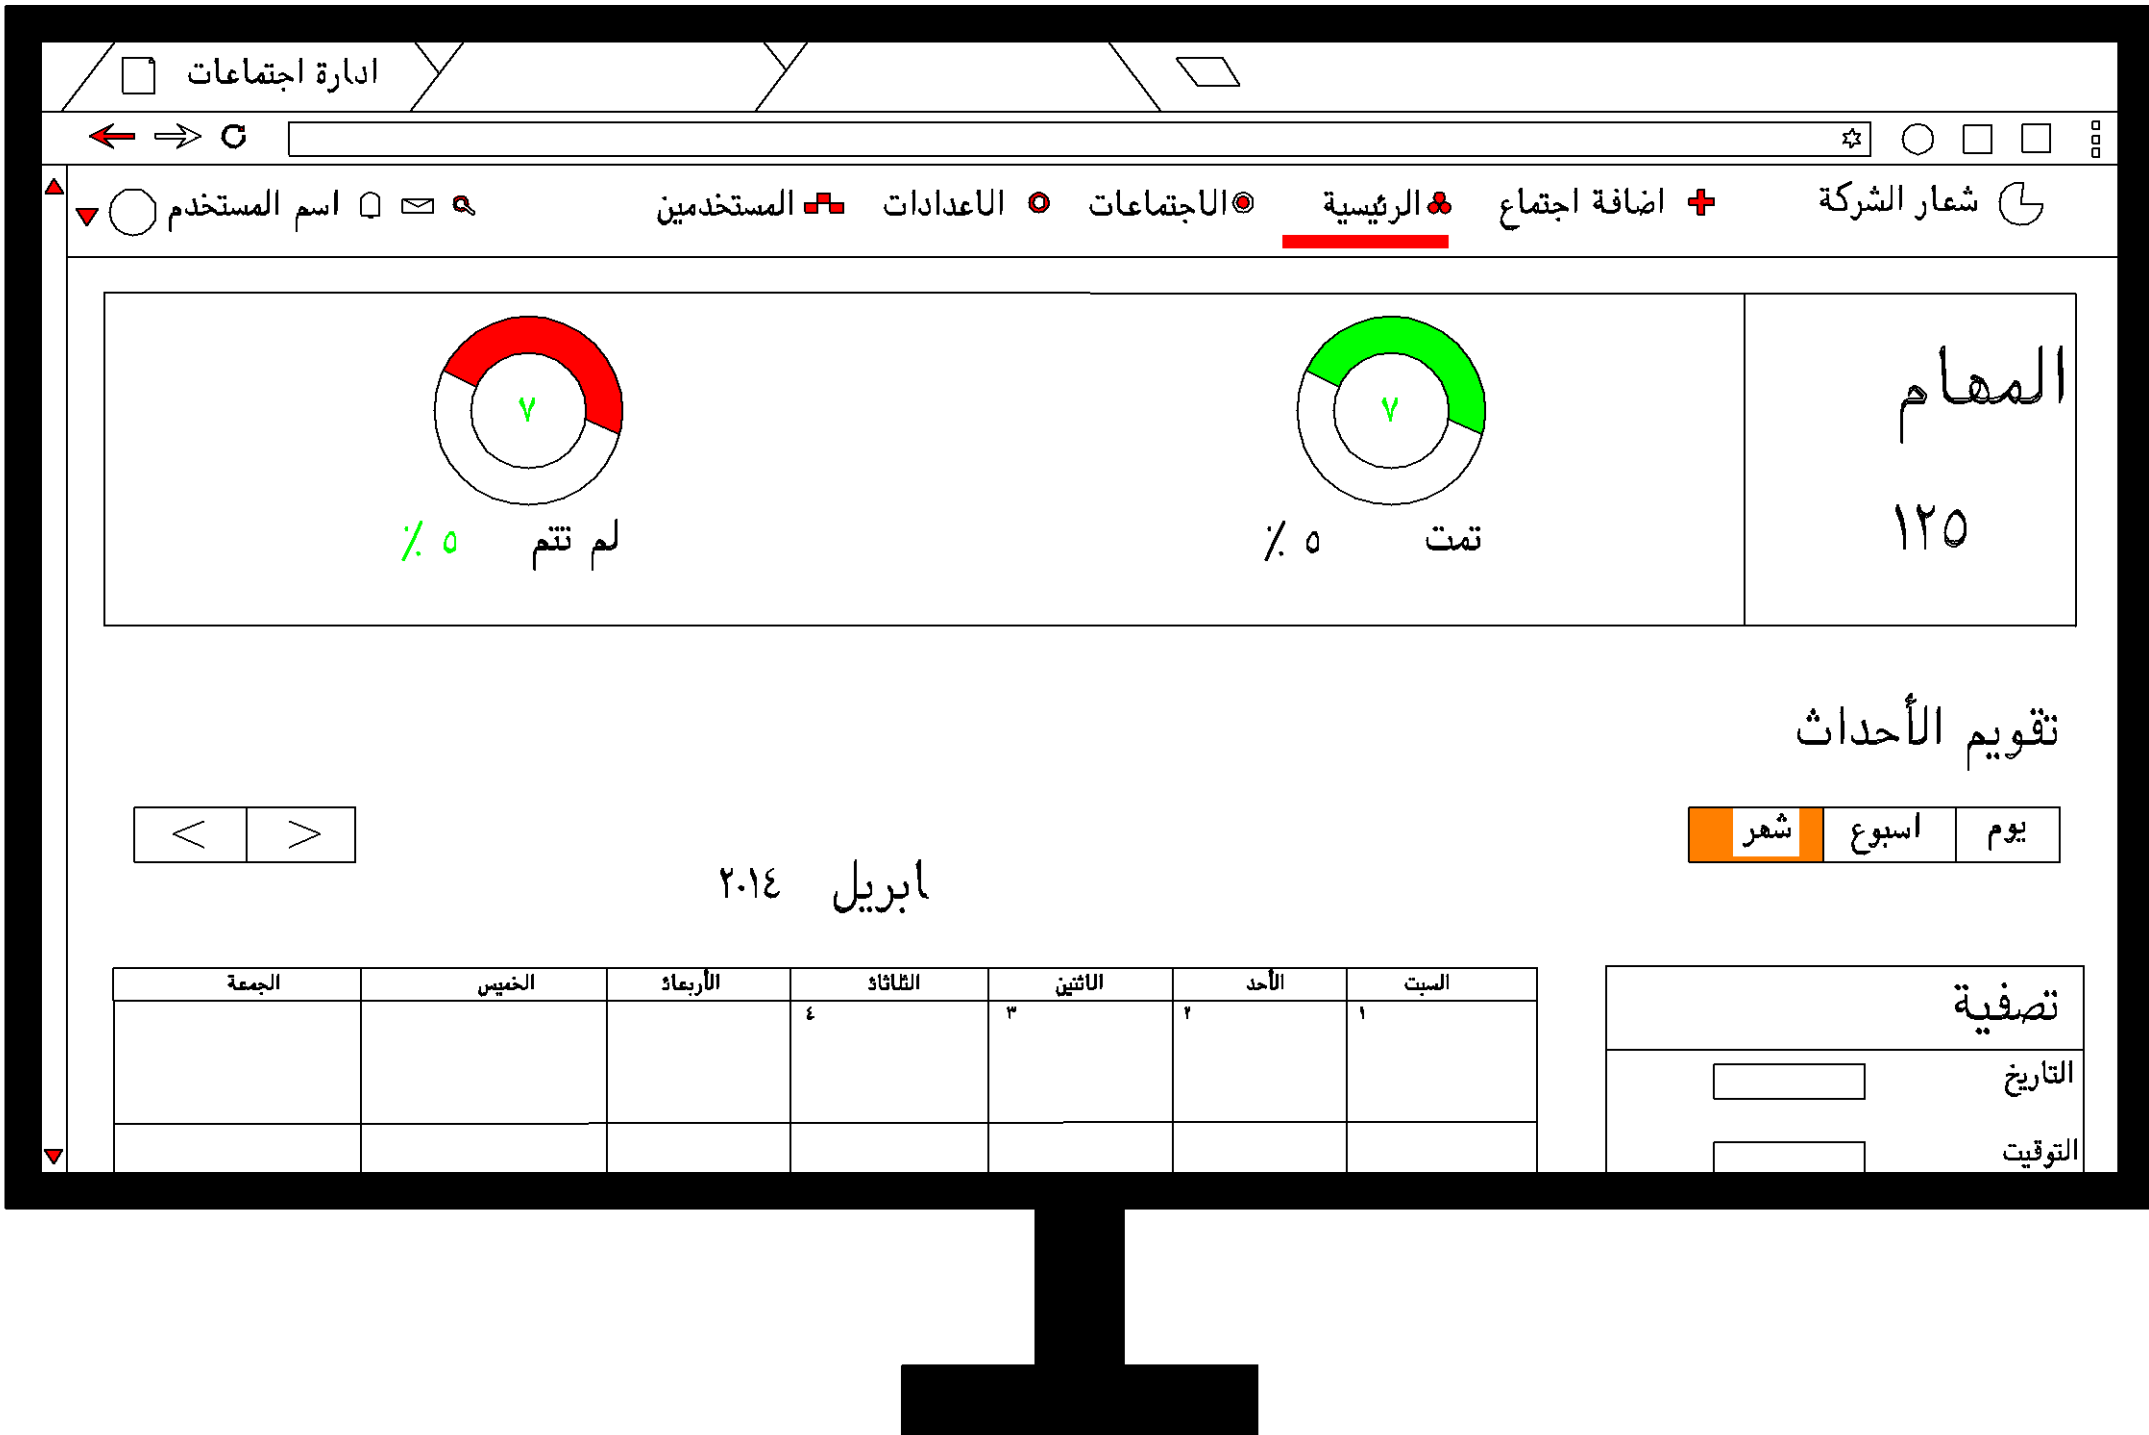 ادارة اجتماعات
شعار الشركة اضافة اجتماع الرئيسية الاجتماعات الاعدادات المستخدمين اسم المستخدم
المهام
١٢٥
٧
تمت ٥ ٪
٧
لم تتم ٥ ٪
تقويم الأحداث
يوم اسبوع شهر < >
ابريل ٢٠١٤
تصفية
التاريخ
التوقيت
السبت الأحد الاثنين الثلاثاء الأربعاء الخميس الجمعة
١ ٢ ٣ ٤